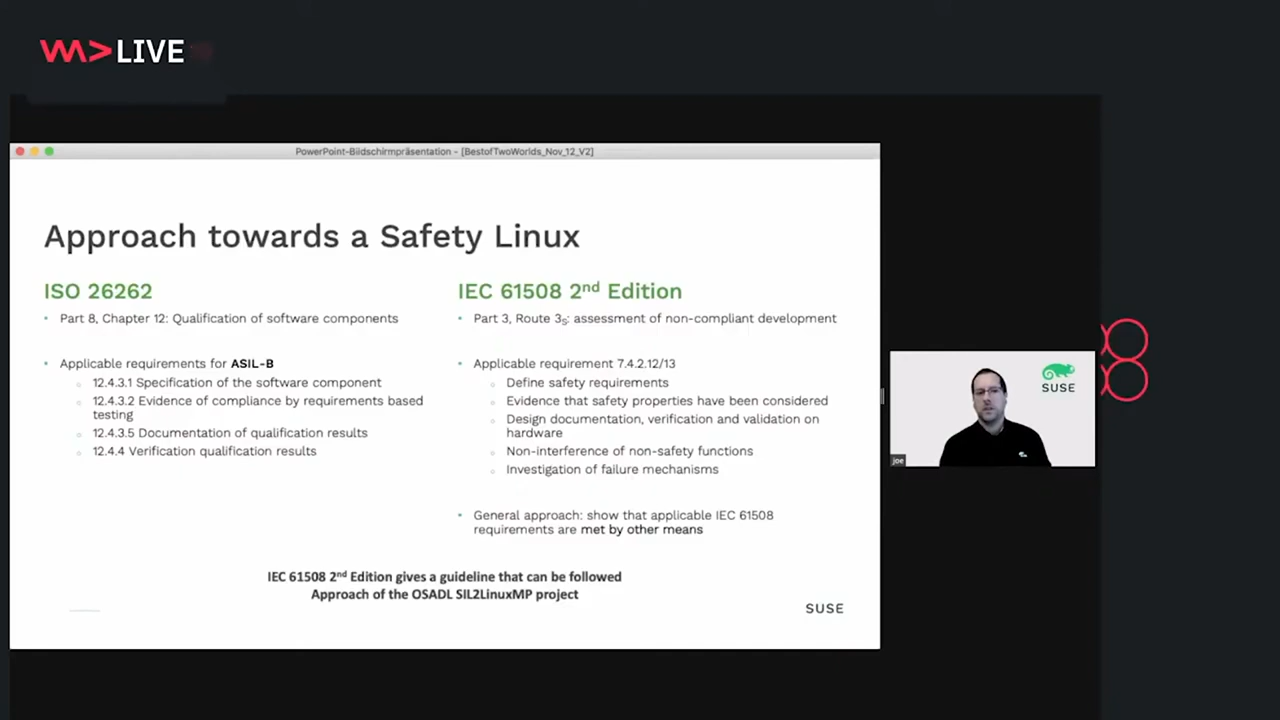 LIVE
PowerPoint-Bildschirmpräsentation - [BestofTwoWorlds_Nov_12_V2]
Approach towards a Safety Linux
ISO 26262
• Part 8, Chapter 12: Qualification of software components
• Applicable requirements for ASIL-B
○ 12.4.3.1 Specification of the software component
○ 12.4.3.2 Evidence of compliance by requirements based
testing
○ 12.4.3.5 Documentation of qualification results
○ 12.4.4 Verification qualification results
IEC 61508 2nd Edition
• Part 3, Route 3S: assessment of non-compliant development
• Applicable requirement 7.4.2.12/13
○ Define safety requirements
○ Evidence that safety properties have been considered
○ Design documentation, verification and validation on
hardware
○ Non-interference of non-safety functions
○ Investigation of failure mechanisms
• General approach: show that applicable IEC 61508
requirements are met by other means
IEC 61508 2nd Edition gives a guideline that can be followed
Approach of the OSADL SIL2LinuxMP project
SUSE
SUSE
joe